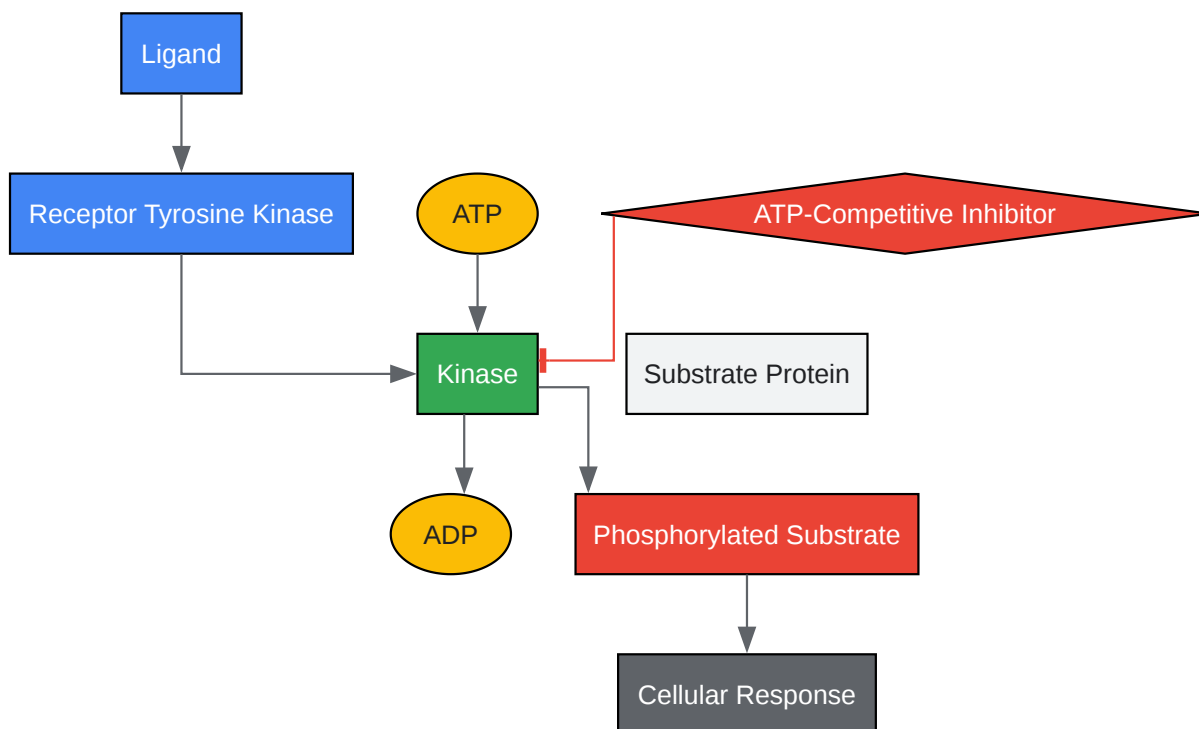 Ligand
Receptor Tyrosine Kinase
ATP
ATP-Competitive Inhibitor
Kinase
Substrate Protein
ADP
Phosphorylated Substrate
Cellular Response